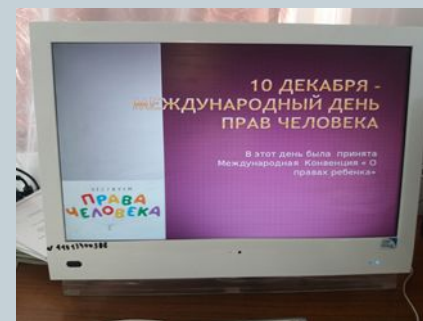 10 ДЕКАБРЯ -
МЕЖДУНАРОДНЫЙ ДЕНЬ
ПРАВ ЧЕЛОВЕКА
В этот день была принята
Международная Конвенция « О
правах ребенка»
ПРАВА
ЧЕЛОВЕКА